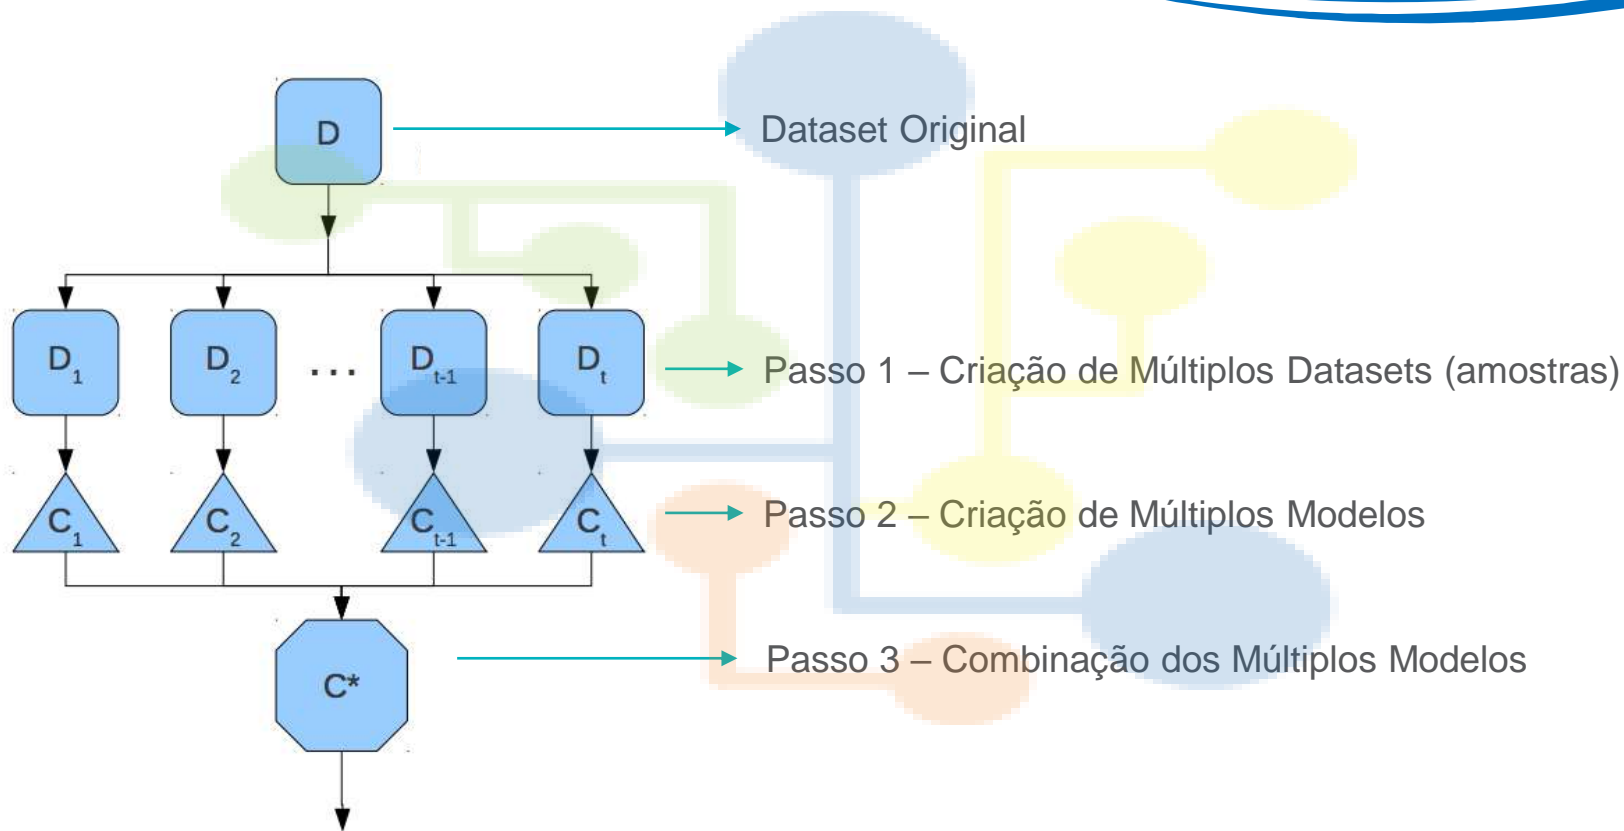 D
Dataset Original
D1 D2 ... Dt-1 Dt
Passo 1 – Criação de Múltiplos Datasets (amostras)
C1 C2 Ct-1 Ct
Passo 2 – Criação de Múltiplos Modelos
C*
Passo 3 – Combinação dos Múltiplos Modelos